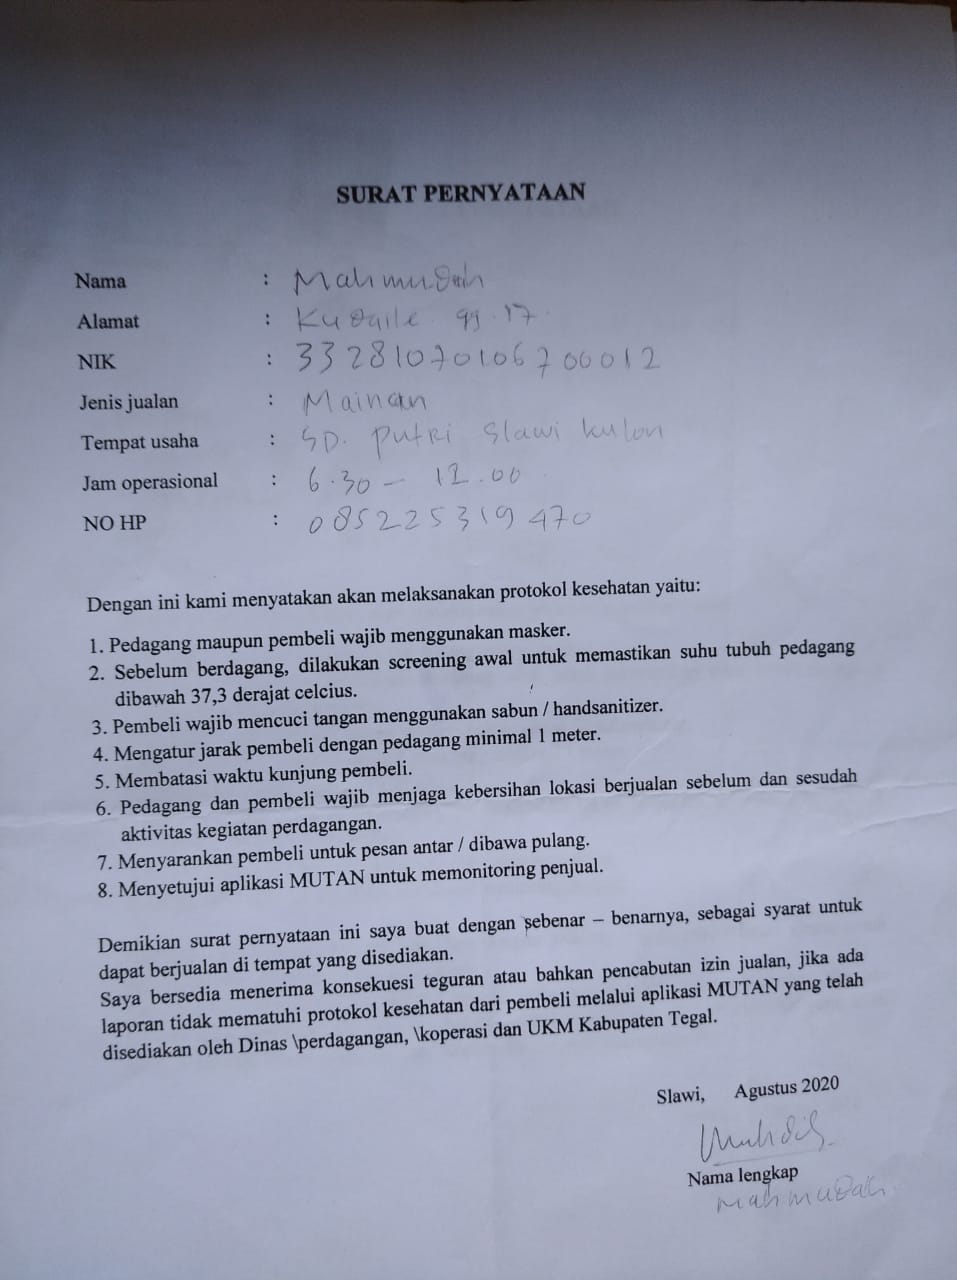 SURAT PERNYATAAN
Nama : Mahmudah
Alamat : Kudaile gg. 17.
NIK : 3328107010670012
Jenis jualan : Mainan
Tempat usaha : SD. Putri Slawi Kulon
Jam operasional : 6.30 - 12.00
NO HP : 085225319470
Dengan ini kami menyatakan akan melaksanakan protokol kesehatan yaitu:
1. Pedagang maupun pembeli wajib menggunakan masker.
2. Sebelum berdagang, dilakukan screening awal untuk memastikan suhu tubuh pedagang
dibawah 37,3 derajat celcius.
3. Pembeli wajib mencuci tangan menggunakan sabun / handsanitizer.
4. Mengatur jarak pembeli dengan pedagang minimal 1 meter.
5. Membatasi waktu kunjung pembeli.
6. Pedagang dan pembeli wajib menjaga kebersihan lokasi berjualan sebelum dan sesudah
aktivitas kegiatan perdagangan.
7. Menyarankan pembeli untuk pesan antar / dibawa pulang.
8. Menyetujui aplikasi MUTAN untuk memonitoring penjual.
Demikian surat pernyataan ini saya buat dengan sebenar – benarnya, sebagai syarat untuk
dapat berjualan di tempat yang disediakan.
Saya bersedia menerima konsekuesi teguran atau bahkan pencabutan izin jualan, jika ada
laporan tidak mematuhi protokol kesehatan dari pembeli melalui aplikasi MUTAN yang telah
disediakan oleh Dinas \perdagangan, \koperasi dan UKM Kabupaten Tegal.
Slawi, Agustus 2020
Nama lengkap
Mahmudah